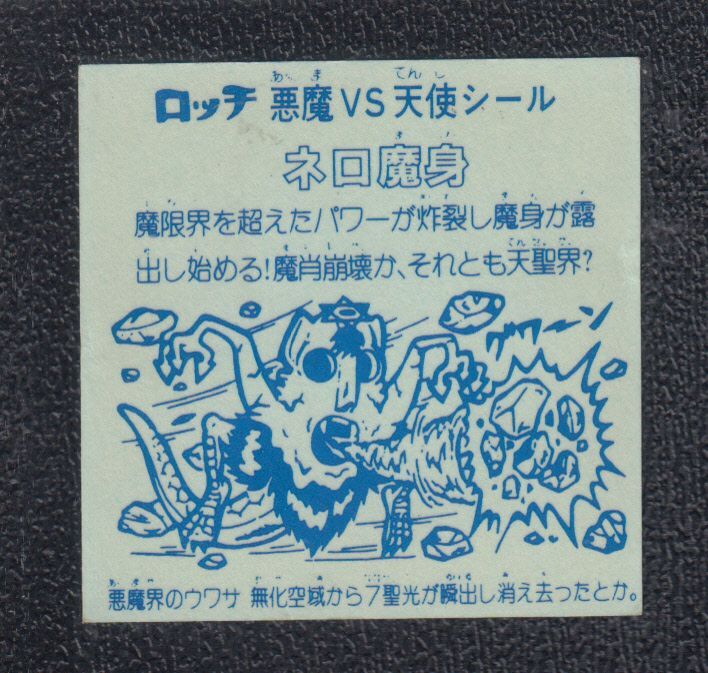 ロッチ 悪魔VS天使シール
ネロ魔身
魔限界を超えたパワーが炸裂し魔身が露
出し始める!魔肖崩壊か、それとも天聖界?
悪魔界のウワサ 無化空域から7聖光が瞬出し消え去ったとか。